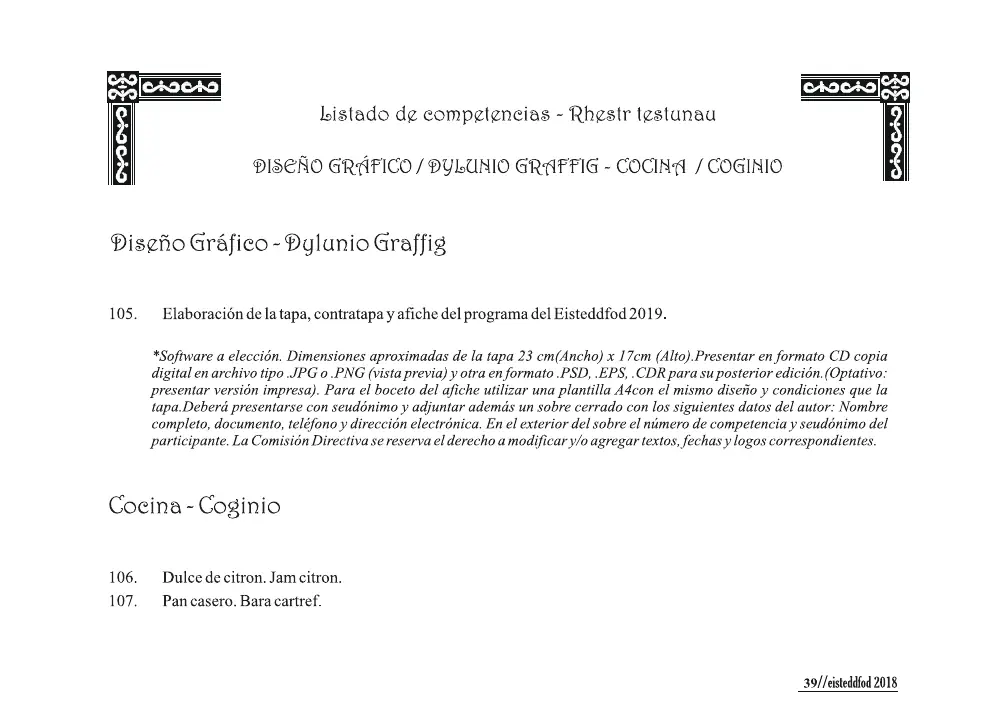 Listado de competencias - Rhestr testunau
DISEÑO GRÁFICO / DYLUNIO GRAFFIG - COCINA / COGINIO
Diseño Gráfico - Dylunio Graffig
105. Elaboración de la tapa, contratapa y afiche del programa del Eisteddfod 2019.
*Software a elección. Dimensiones aproximadas de la tapa 23 cm(Ancho) x 17cm (Alto).Presentar en formato CD copia
digital en archivo tipo .JPG o .PNG (vista previa) y otra en formato .PSD, .EPS, .CDR para su posterior edición.(Optativo:
presentar versión impresa). Para el boceto del afiche utilizar una plantilla A4con el mismo diseño y condiciones que la
tapa.Deberá presentarse con seudónimo y adjuntar además un sobre cerrado con los siguientes datos del autor: Nombre
completo, documento, teléfono y dirección electrónica. En el exterior del sobre el número de competencia y seudónimo del
participante. La Comisión Directiva se reserva el derecho a modificar y/o agregar textos, fechas y logos correspondientes.
Cocina - Coginio
106. Dulce de citron. Jam citron.
107. Pan casero. Bara cartref.
39//eisteddfod 2018